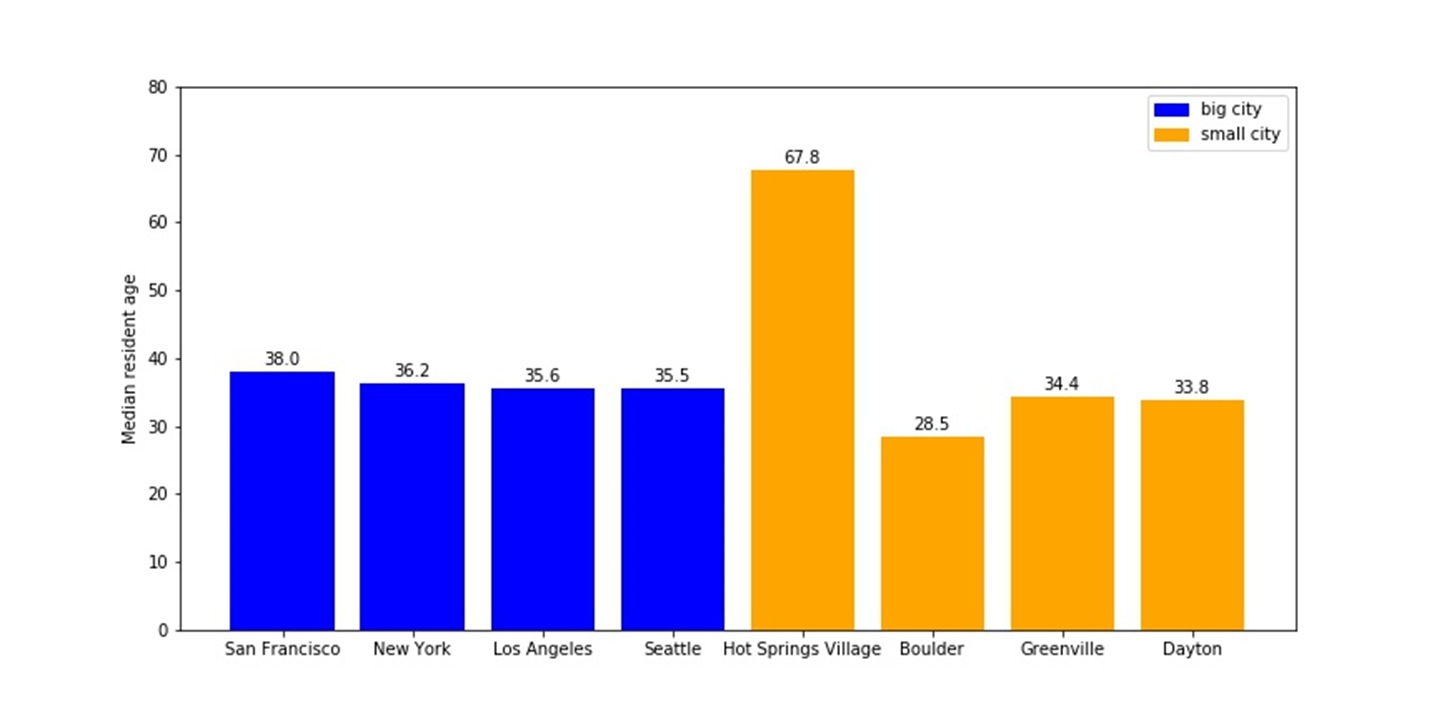 80
70
60
50
40
30
20
10
0
Median resident age
big city
small city
38.0
36.2
35.6
35.5
67.8
28.5
34.4
33.8
San Francisco
New York
Los Angeles
Seattle
Hot Springs Village
Boulder
Greenville
Dayton